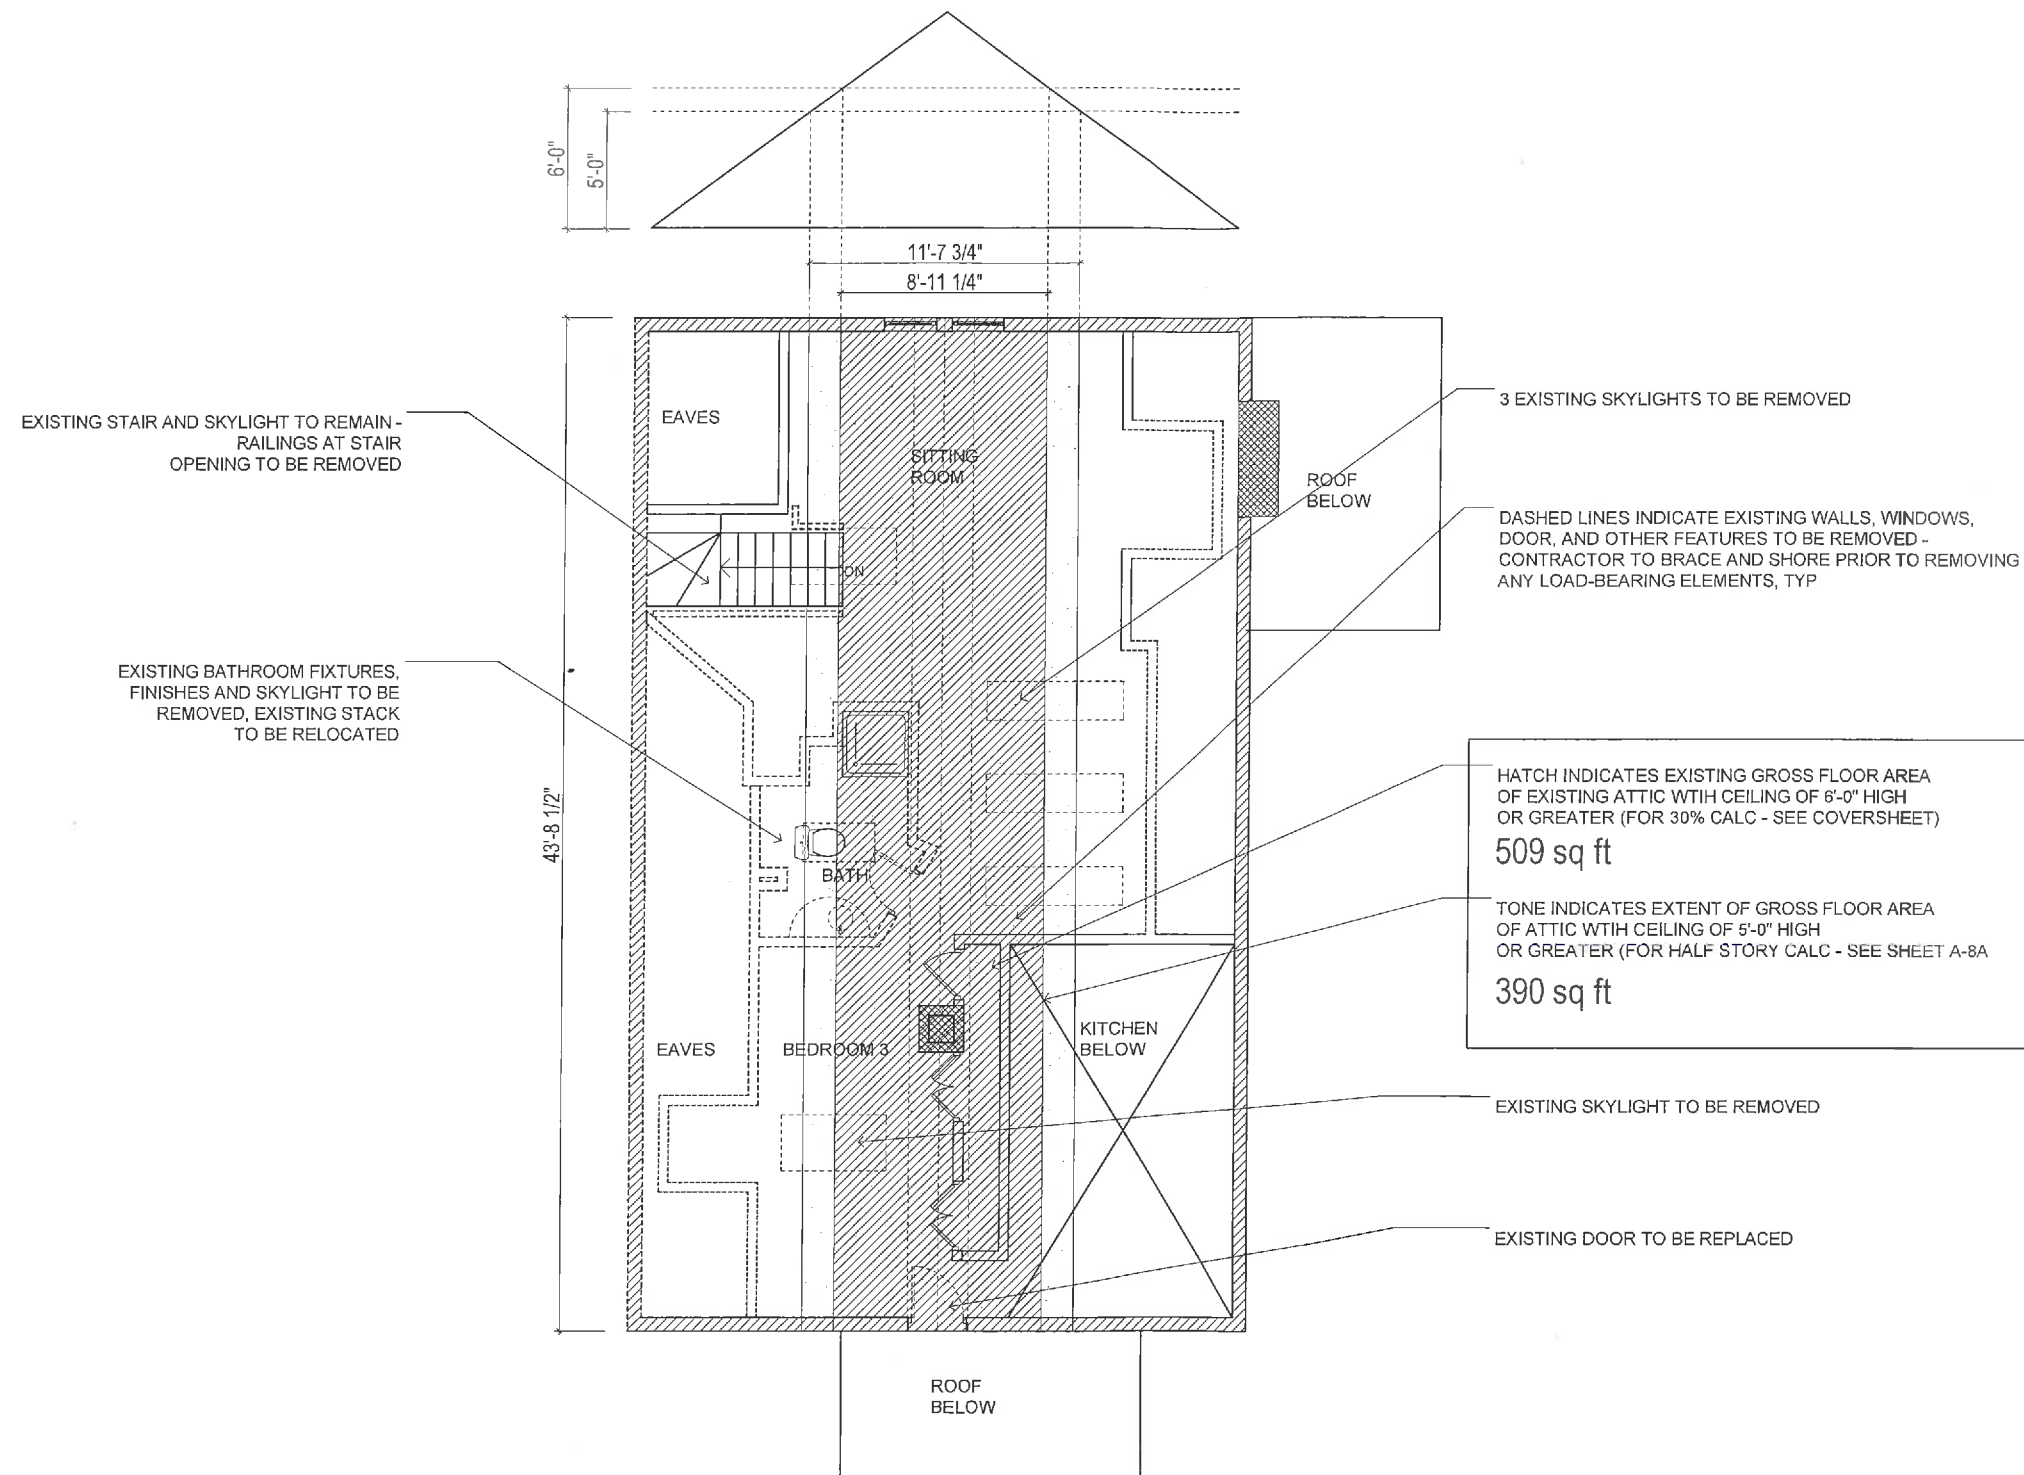 6'-0"
5'-0"
11'-7 3/4"
8'-11 1/4"
43'-8 1/2"
EXISTING STAIR AND SKYLIGHT TO REMAIN -
RAILINGS AT STAIR
OPENING TO BE REMOVED
EXISTING BATHROOM FIXTURES,
FINISHES AND SKYLIGHT TO BE
REMOVED, EXISTING STACK
TO BE RELOCATED
EAVES
SITTING
ROOM
DN
BATH
EAVES
BEDROOM 3
KITCHEN
BELOW
ROOF
BELOW
ROOF
BELOW
3 EXISTING SKYLIGHTS TO BE REMOVED
DASHED LINES INDICATE EXISTING WALLS, WINDOWS,
DOOR, AND OTHER FEATURES TO BE REMOVED -
CONTRACTOR TO BRACE AND SHORE PRIOR TO REMOVING
ANY LOAD-BEARING ELEMENTS, TYP
HATCH INDICATES EXISTING GROSS FLOOR AREA
OF EXISTING ATTIC WTIH CEILING OF 6'-0" HIGH
OR GREATER (FOR 30% CALC - SEE COVERSHEET)
509 sq ft
TONE INDICATES EXTENT OF GROSS FLOOR AREA
OF ATTIC WTIH CEILING OF 5'-0" HIGH
OR GREATER (FOR HALF STORY CALC - SEE SHEET A-8A
390 sq ft
EXISTING SKYLIGHT TO BE REMOVED
EXISTING DOOR TO BE REPLACED